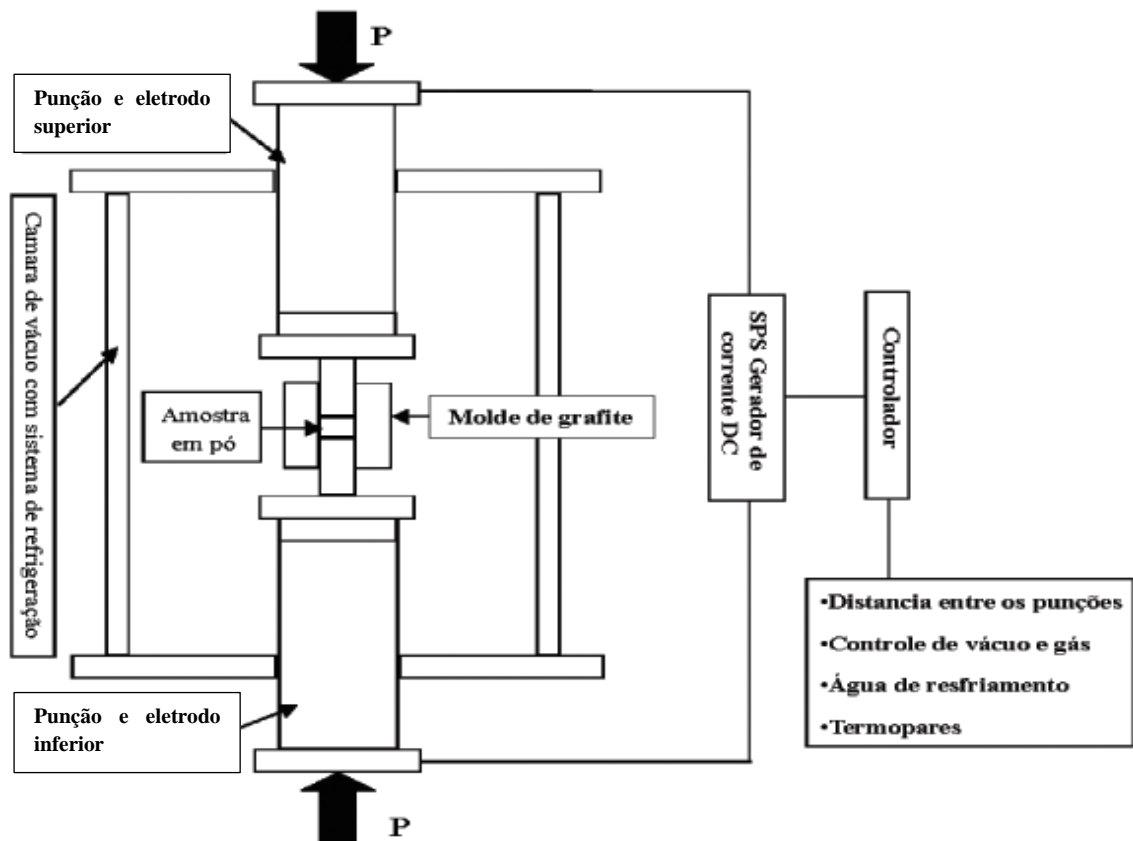 P
Punção e eletrodo
superior
Camara de vácuo com sistema de refrigeração
Amostra
em pó
Molde de grafite
SPS Gerador de
corrente DC
Controlador
•Distancia entre os punções
•Controle de vácuo e gás
•Água de resfriamento
•Termopares
Punção e eletrodo
inferior
P